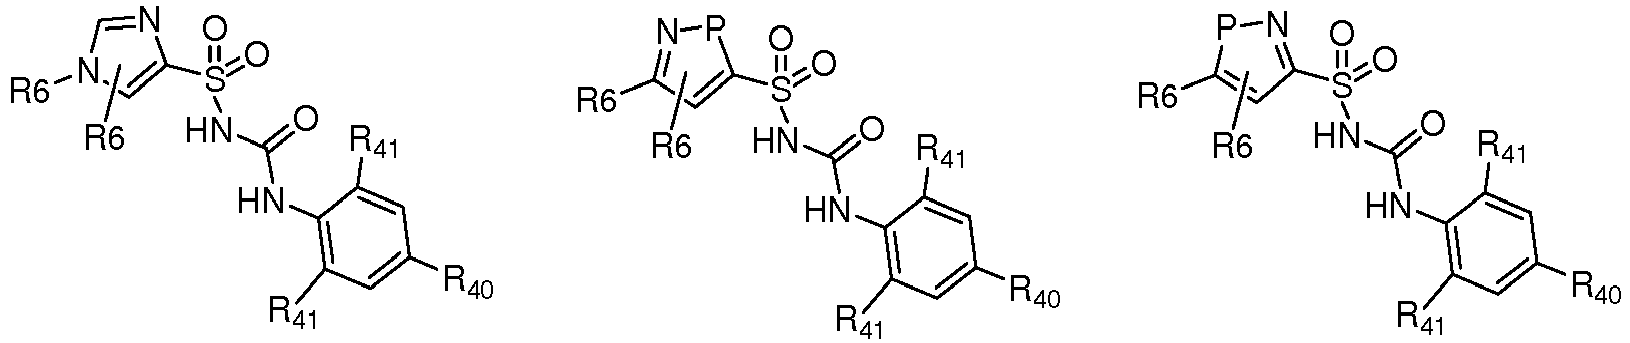 N O O N S R6 R6 HN O R₄₁ HN R₄₁ R₄₀
N P O O S R6 R6 HN O R₄₁ HN R₄₁ R₄₀
P N O O S R6 R6 HN O R₄₁ HN R₄₁ R₄₀